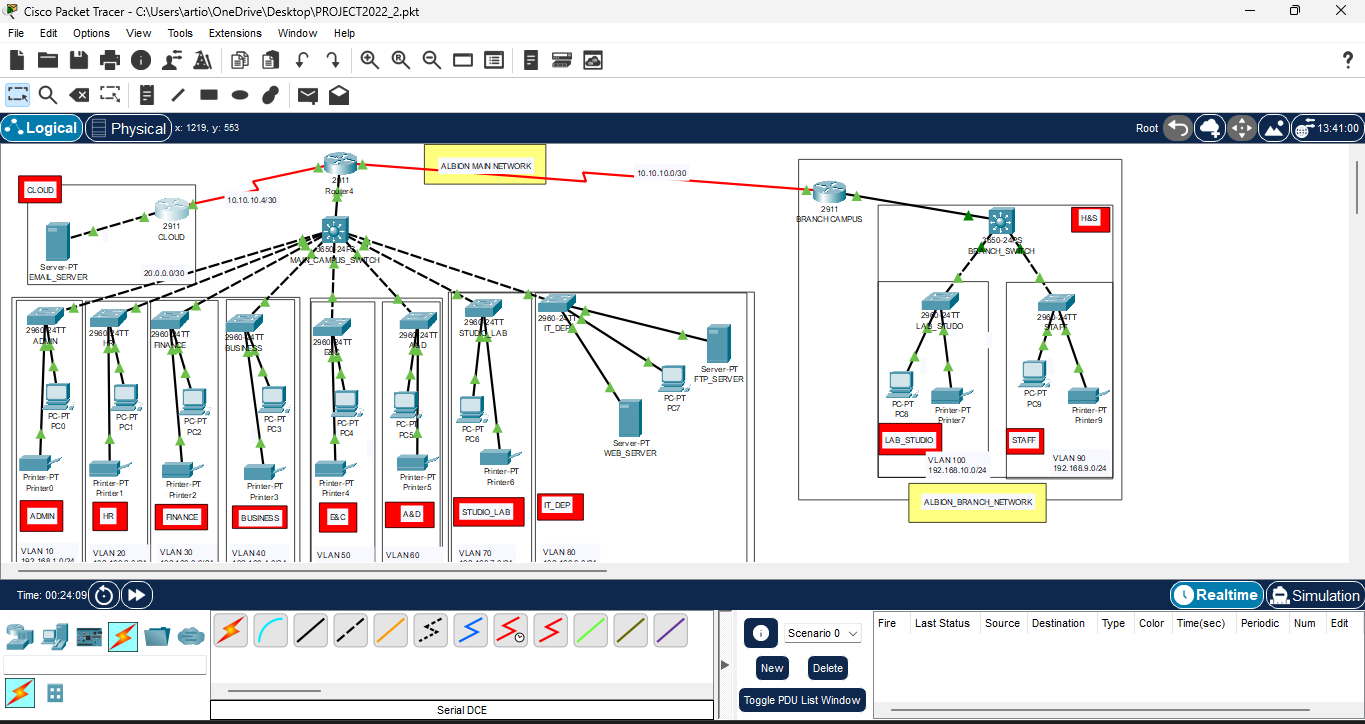 Cisco Packet Tracer - C:\Users\artio\OneDrive\Desktop\PROJECT2022_2.pkt
File Edit Options View Tools Extensions Window Help
Logical Physical x: 1219, y: 553 Root 13:41:00
ALBION MAIN NETWORK
CLOUD
2911
Router4
10.10.10.4/30
10.10.10.0/30
2911
CLOUD
Server-PT
EMAIL_SERVER
20.0.0.0/30
3650-24PS
MAIN_CAMPUS_SWITCH
2911
BRANCH CAMPUS
H&S
3650-24PS
BRANCH_SWITCH
2960-24TT
ADMIN
2960-24TT
HR
2960-24TT
FINANCE
2960-24TT
BUSINESS
2960-24TT
E&C
2960-24TT
A&D
2960-24TT
STUDIO_LAB
2960-24TT
IT_DEP
2960-24TT
LAB_STUDO
2960-24TT
STAFF
Server-PT
FTP_SERVER
PC-PT
PC7
Server-PT
WEB_SERVER
PC-PT
PC0
PC-PT
PC1
PC-PT
PC2
PC-PT
PC3
PC-PT
PC4
PC-PT
PC5
PC-PT
PC6
PC-PT
PC8
Printer-PT
Printer7
PC-PT
PC9
Printer-PT
Printer9
Printer-PT
Printer0
Printer-PT
Printer1
Printer-PT
Printer2
Printer-PT
Printer3
Printer-PT
Printer4
Printer-PT
Printer5
Printer-PT
Printer6
LAB_STUDIO
VLAN 100
192.168.10.0/24
STAFF
VLAN 90
192.168.9.0/24
ALBION_BRANCH_NETWORK
ADMIN
HR
FINANCE
BUSINESS
E&C
A&D
STUDIO_LAB
IT_DEP
VLAN 10
VLAN 20
VLAN 30
VLAN 40
VLAN 50
VLAN 60
VLAN 70
VLAN 80
Time: 00:24:09
Realtime
Simulation
Scenario 0
New
Delete
Toggle PDU List Window
Fire Last Status Source Destination Type Color Time(sec) Periodic Num Edit
Serial DCE